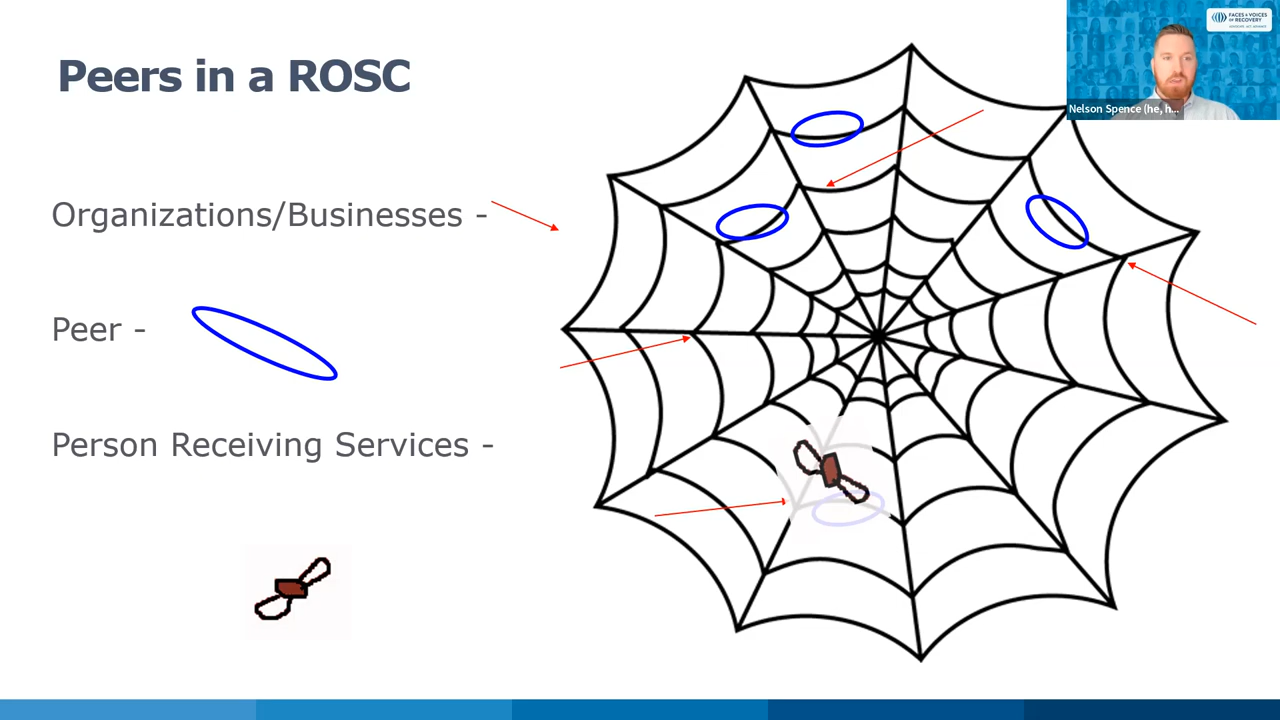 Peers in a ROSC
FACES & VOICES
OF RECOVERY
Nelson Spence (he, h...
Organizations/Businesses -
Peer -
Person Receiving Services -